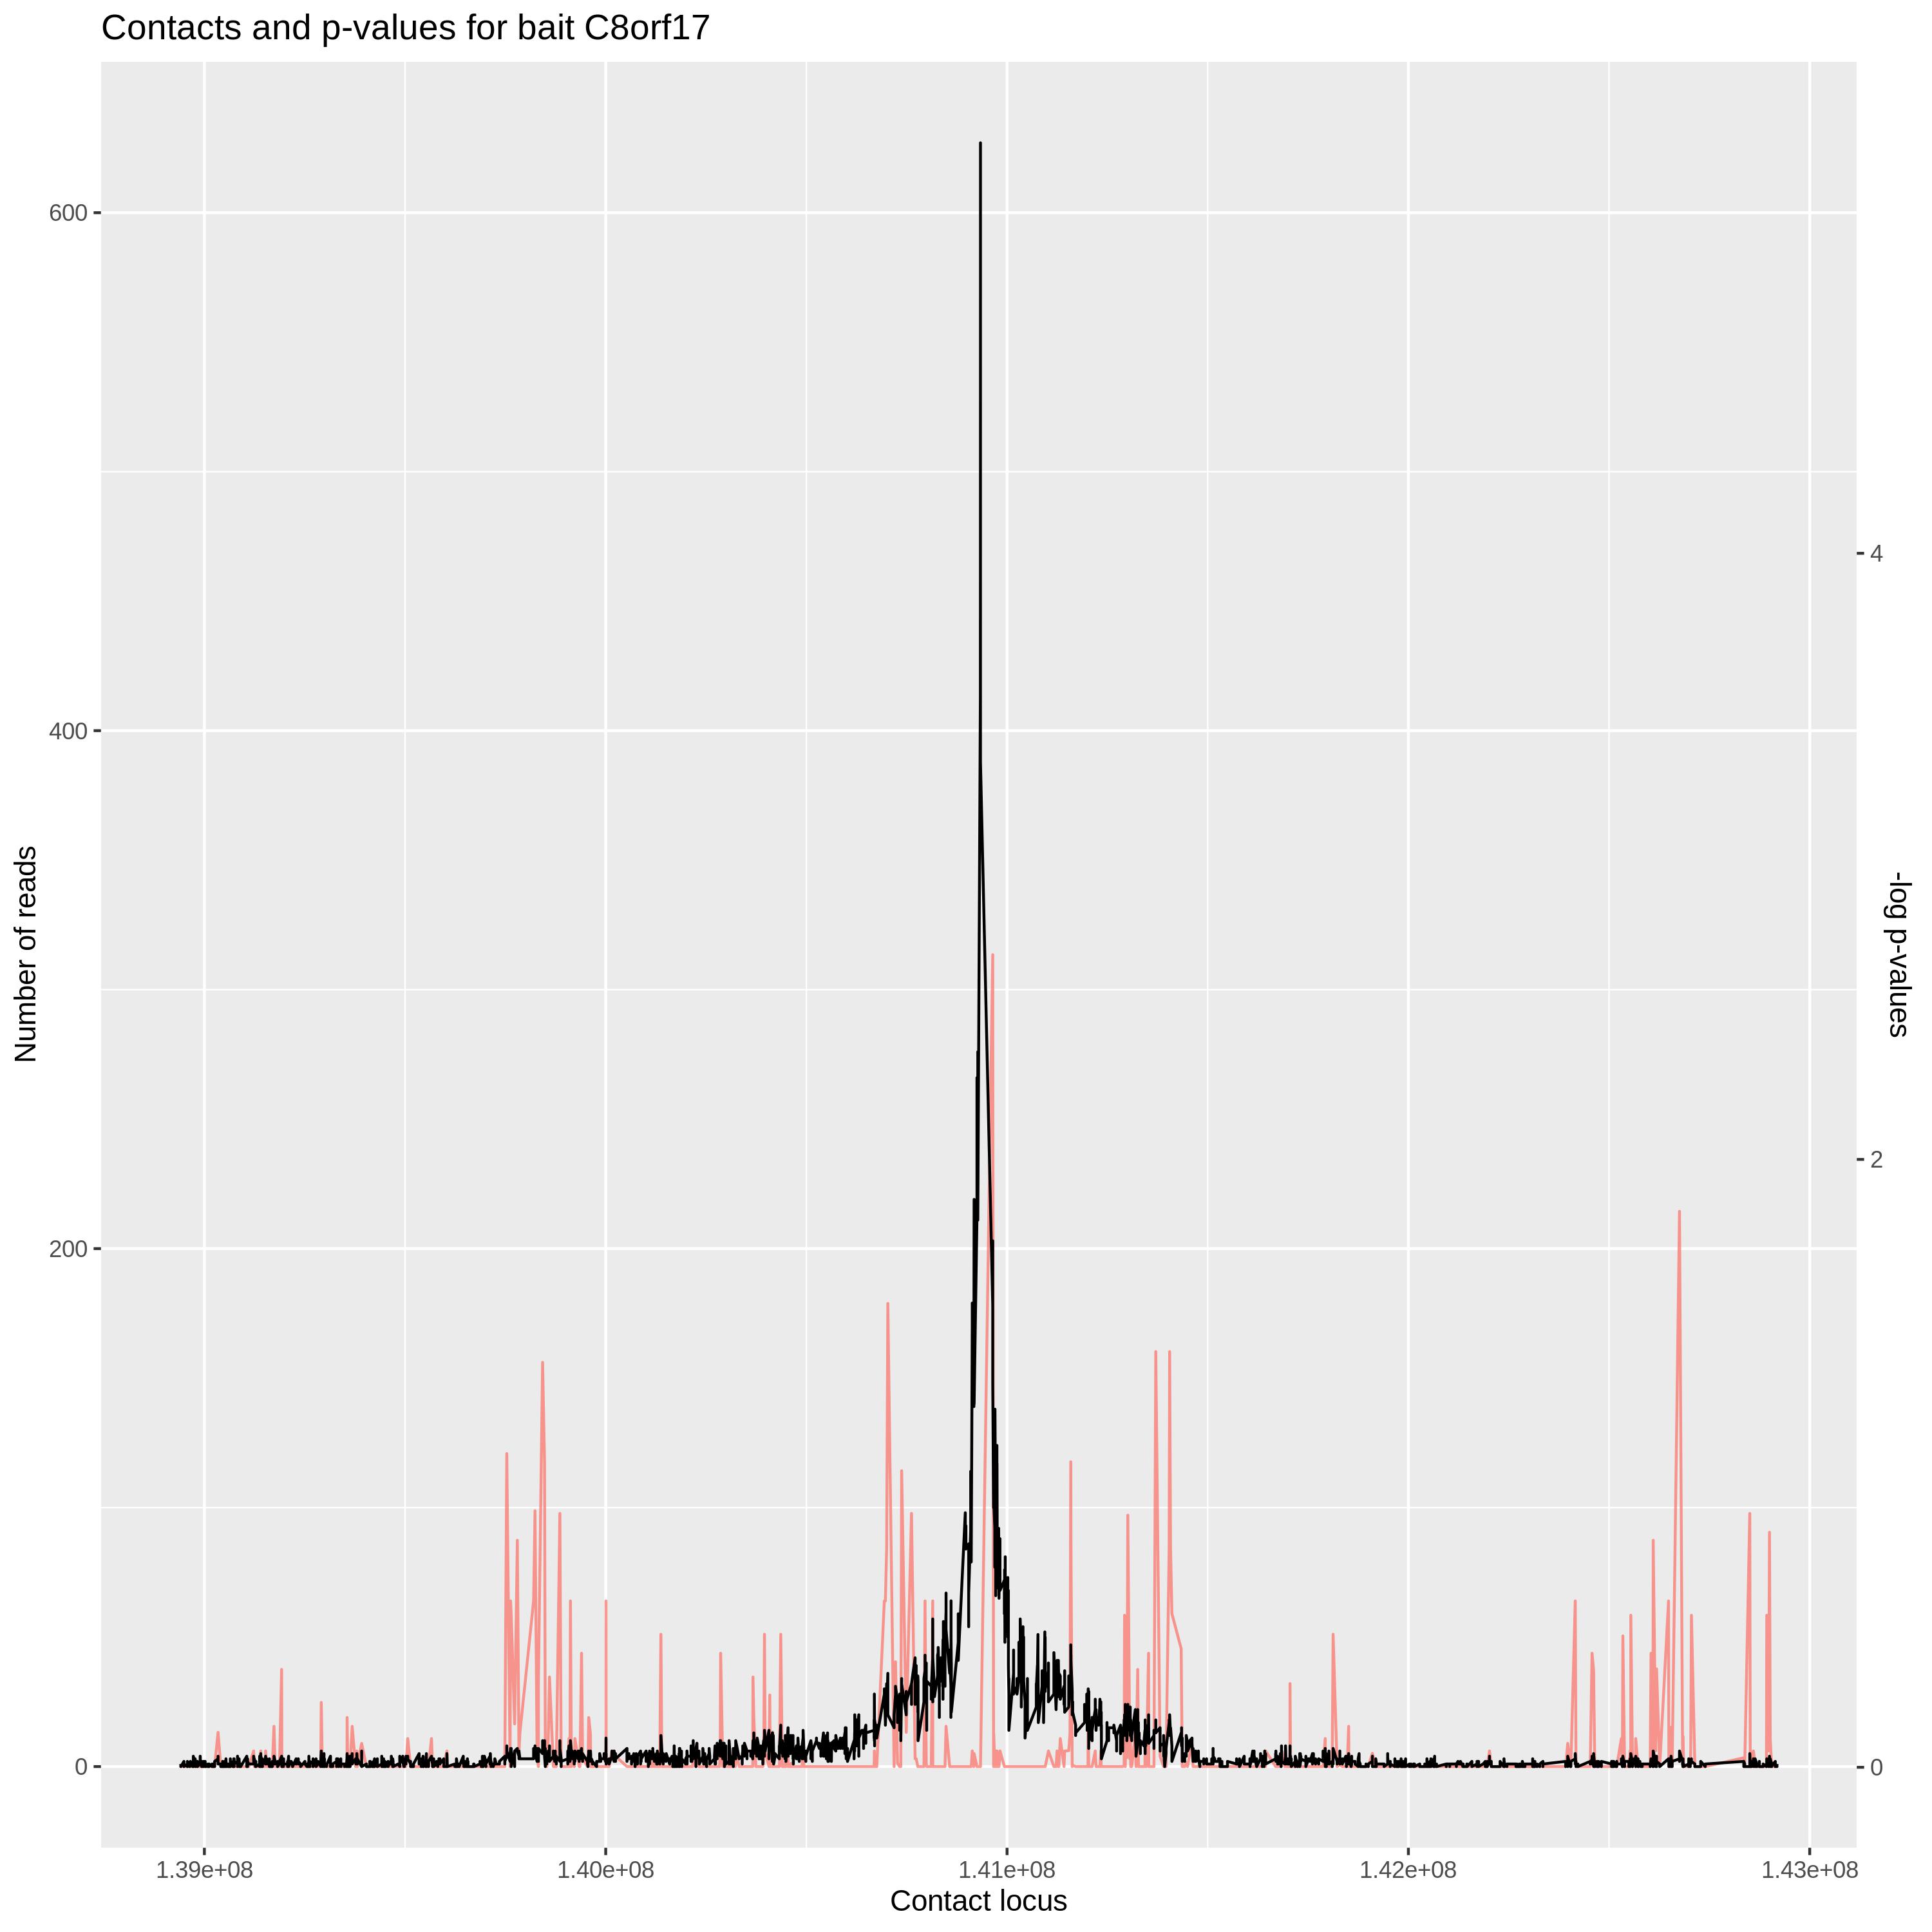 Contacts and p-values for bait C8orf17
600
400
200
0
Number of reads
4
2
0
-log p-values
1.39e+08
1.40e+08
1.41e+08
1.42e+08
1.43e+08
Contact locus